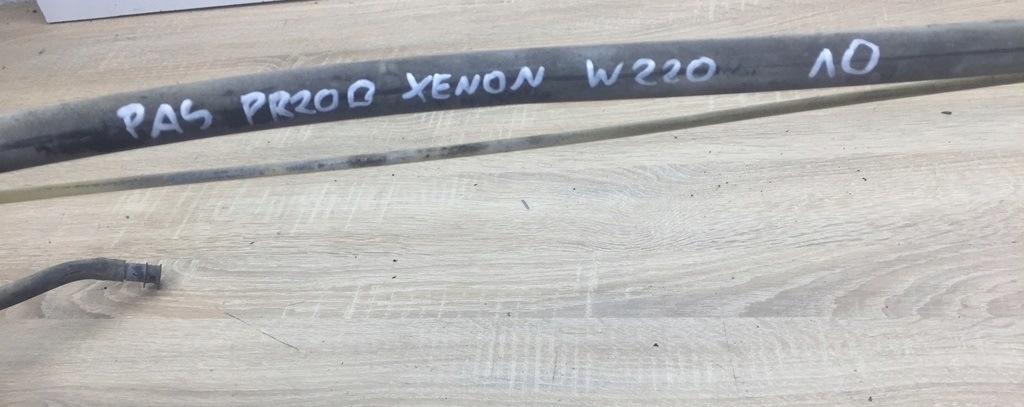 PAS PRZOD XENON W220 10